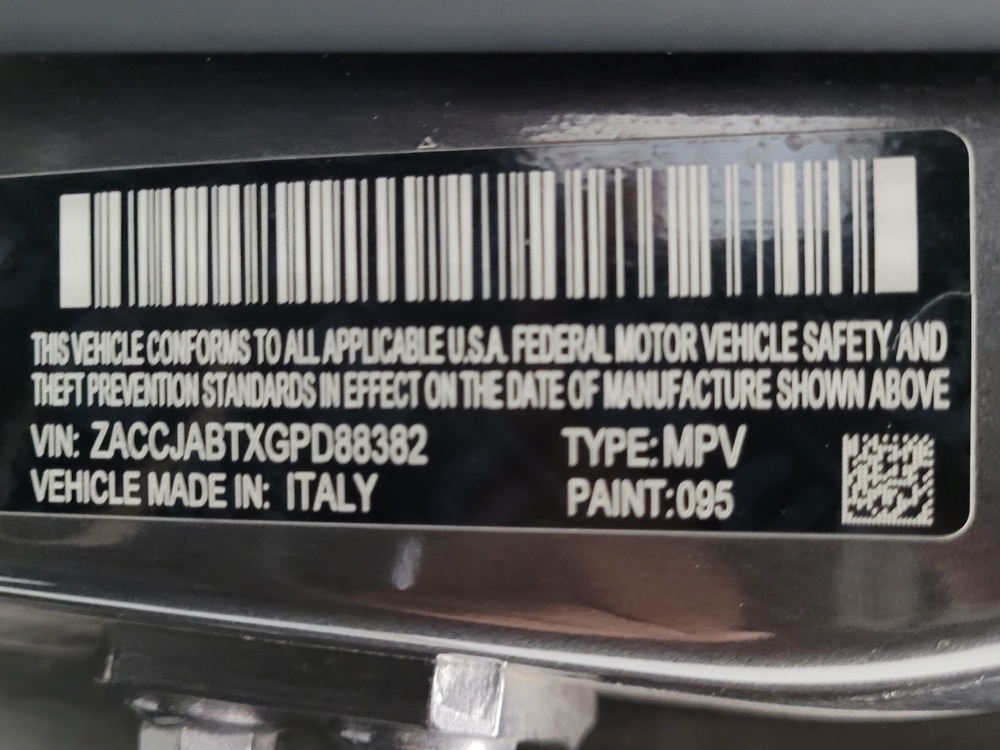 THIS VEHICLE CONFORMS TO ALL APPLICABLE U.S.A. FEDERAL MOTOR VEHICLE SAFETY AND
THEFT PREVENTION STANDARDS IN EFFECT ON THE DATE OF MANUFACTURE SHOWN ABOVE
VIN: ZACCJABTXGPD88382 TYPE: MPV
VEHICLE MADE IN: ITALY PAINT: 095